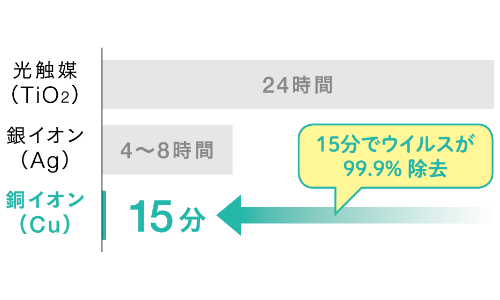 光触媒
（TiO2）
24時間
銀イオン
（Ag）
4〜8時間
15分でウイルスが
99.9% 除去
銅イオン
（Cu）
15分